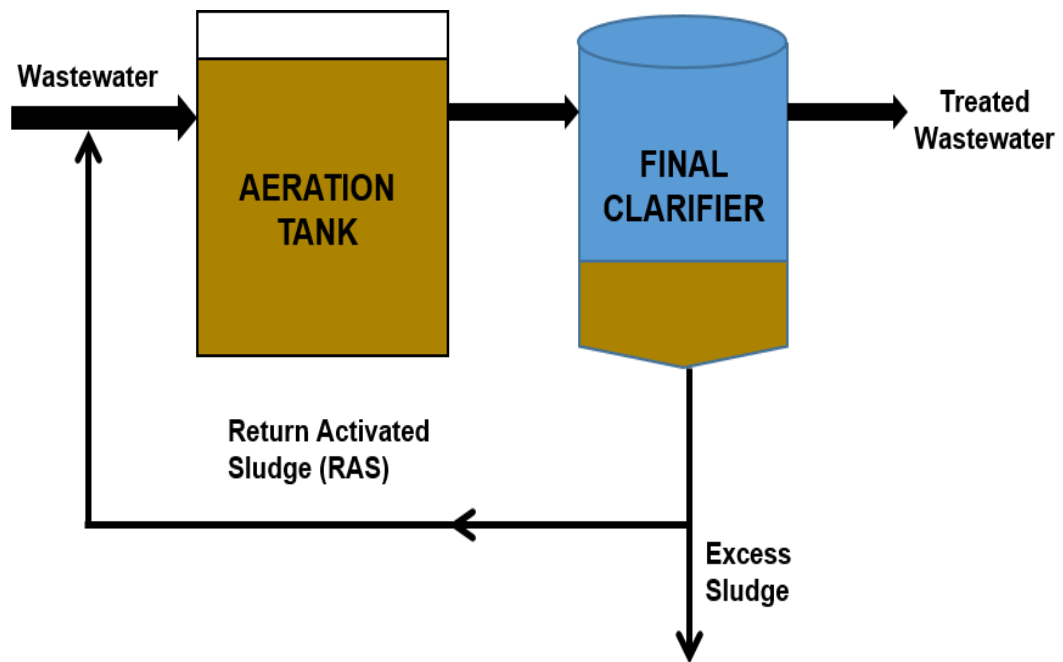 Wastewater
AERATION
TANK
FINAL
CLARIFIER
Treated
Wastewater
Return Activated
Sludge (RAS)
Excess
Sludge